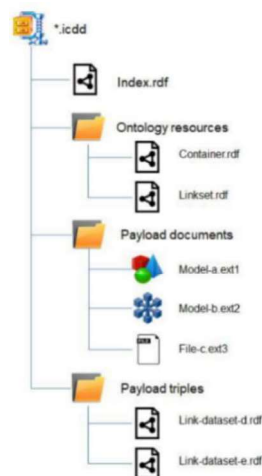 *.icdd
Index.rdf
Ontology resources
Container.rdf
Linkset.rdf
Payload documents
Model-a.ext1
Model-b.ext2
FILE
File-c.ext3
Payload triples
Link-dataset-d.rdf
Link-dataset-e.rdf